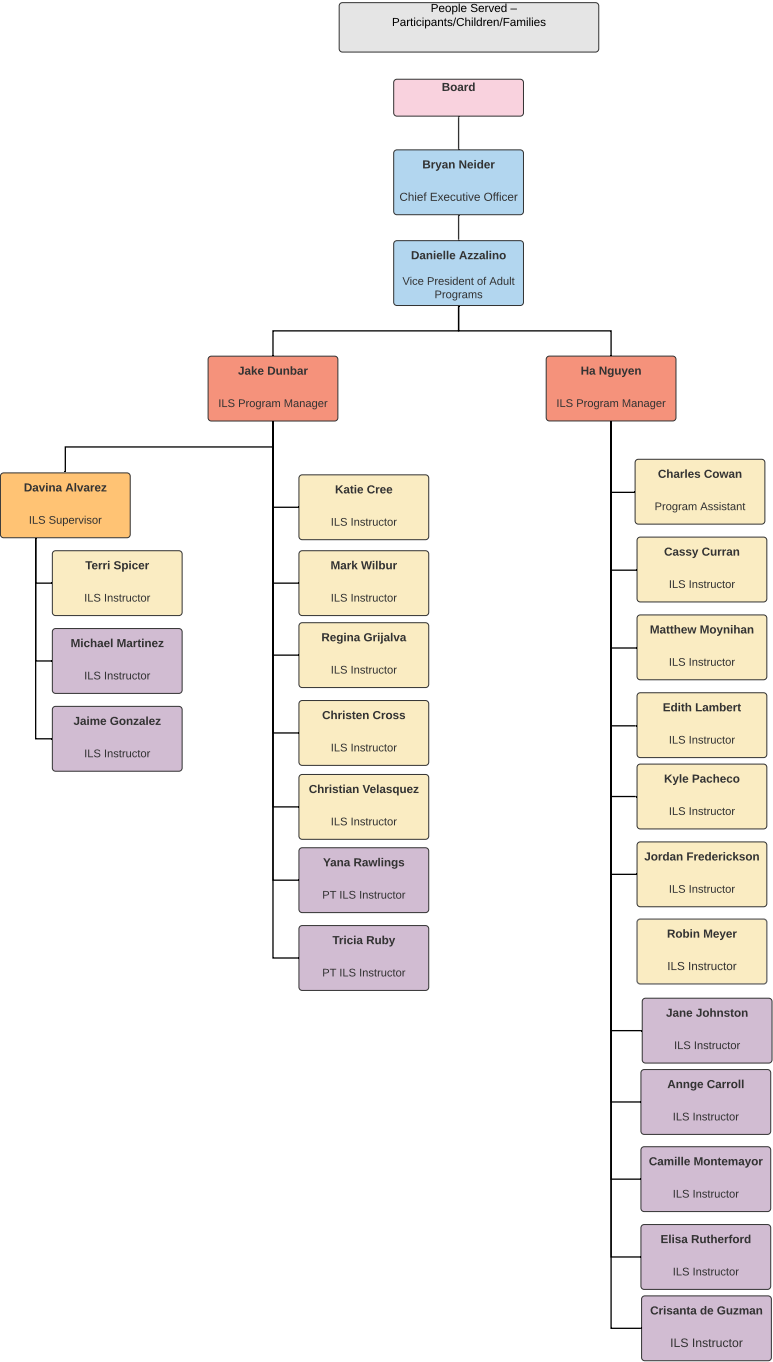 People Served –
Participants/Children/Families
Board
Bryan Neider
Chief Executive Officer
Danielle Azzalino
Vice President of Adult
Programs
Jake Dunbar
ILS Program Manager
Ha Nguyen
ILS Program Manager
Davina Alvarez
ILS Supervisor
Terri Spicer
ILS Instructor
Michael Martinez
ILS Instructor
Jaime Gonzalez
ILS Instructor
Katie Cree
ILS Instructor
Mark Wilbur
ILS Instructor
Regina Grijalva
ILS Instructor
Christen Cross
ILS Instructor
Christian Velasquez
ILS Instructor
Yana Rawlings
PT ILS Instructor
Tricia Ruby
PT ILS Instructor
Charles Cowan
Program Assistant
Cassy Curran
ILS Instructor
Matthew Moynihan
ILS Instructor
Edith Lambert
ILS Instructor
Kyle Pacheco
ILS Instructor
Jordan Frederickson
ILS Instructor
Robin Meyer
ILS Instructor
Jane Johnston
ILS Instructor
Annge Carroll
ILS Instructor
Camille Montemayor
ILS Instructor
Elisa Rutherford
ILS Instructor
Crisanta de Guzman
ILS Instructor